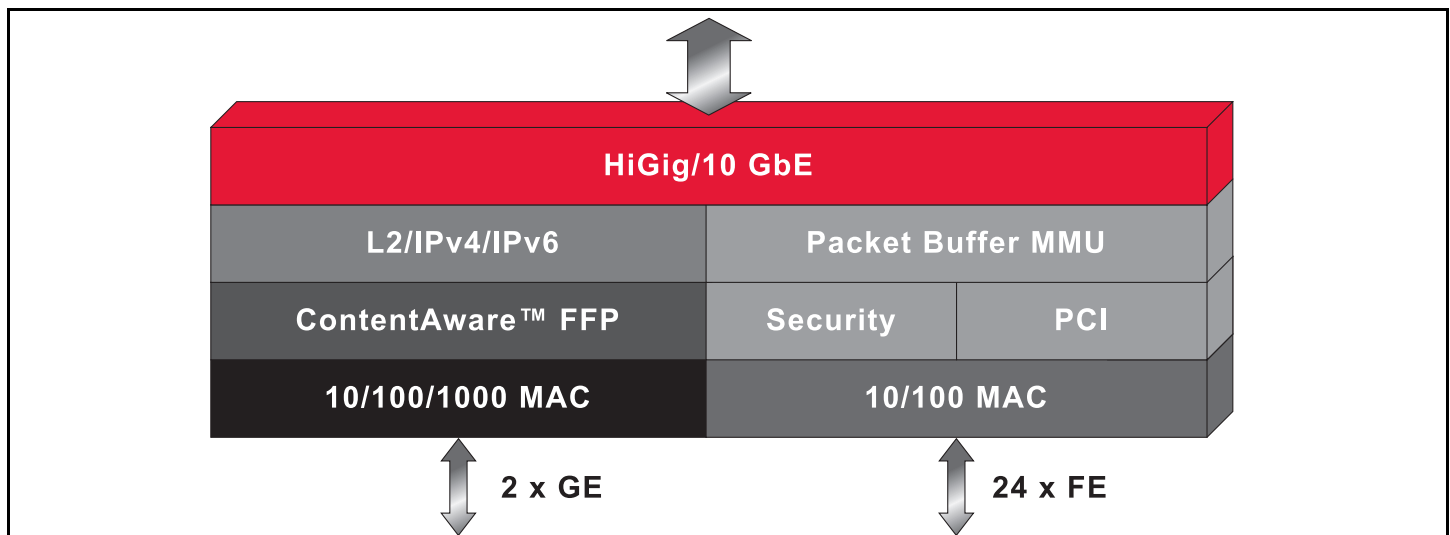 HiGig/10 GbE
L2/IPv4/IPv6
Packet Buffer MMU
ContentAware™ FFP
Security
PCI
10/100/1000 MAC
10/100 MAC
2 x GE
24 x FE